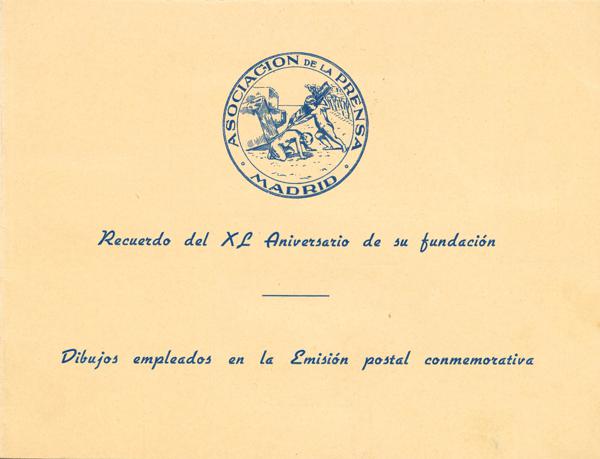 ASOCIACION DE LA PRENSA
MADRID
Recuerdo del XL Aniversario de su fundación
Dibujos empleados en la Emisión postal conmemorativa